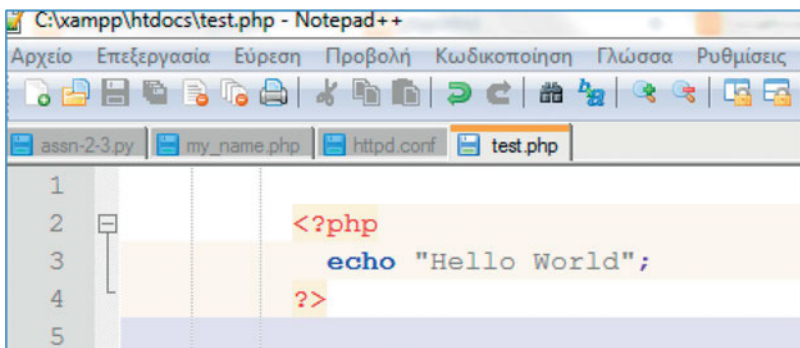 C:\xampp\htdocs\test.php - Notepad++
Αρχείο Επεξεργασία Εύρεση Προβολή Κωδικοποίηση Γλώσσα Ρυθμίσεις
assn-2-3.py my_name.php httpd.conf test.php
1
2 <?php
3 echo "Hello World";
4 ?>
5